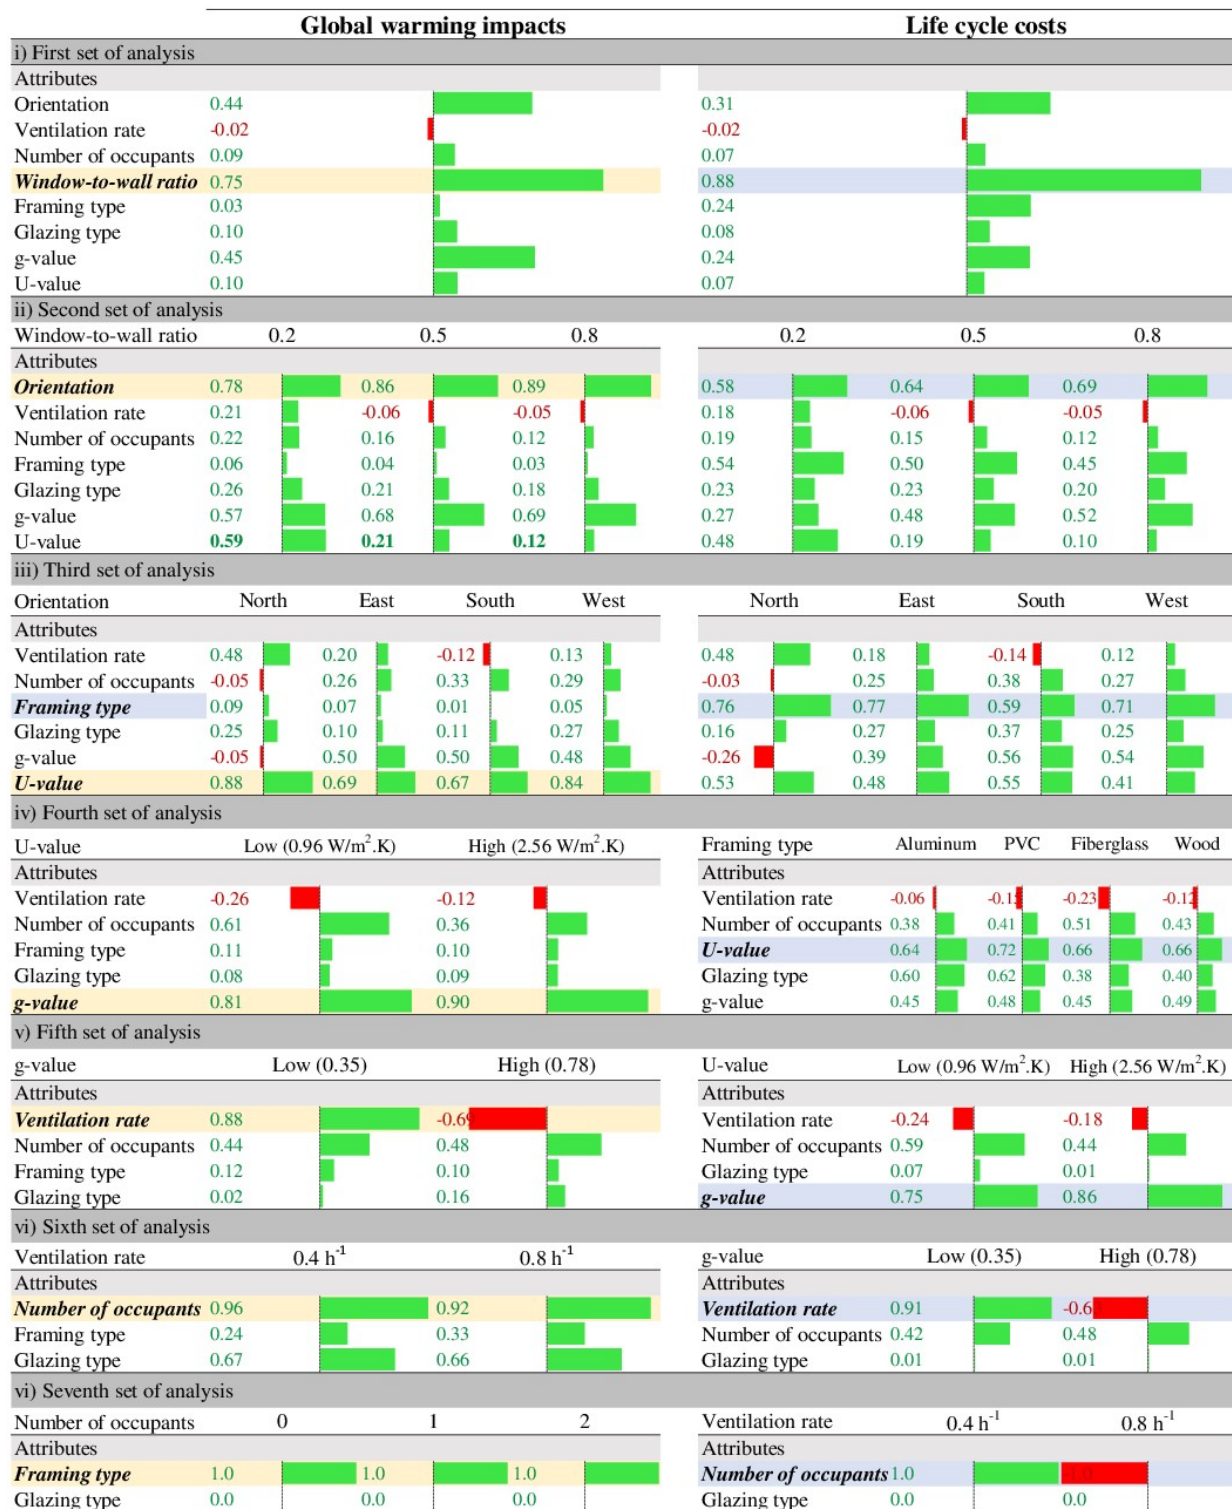 Global warming impacts Life cycle costs
i) First set of analysis
Attributes
Orientation 0.44 0.31
Ventilation rate -0.02 -0.02
Number of occupants 0.09 0.07
Window-to-wall ratio 0.75 0.88
Framing type 0.03 0.24
Glazing type 0.10 0.08
g-value 0.45 0.24
U-value 0.10 0.07
ii) Second set of analysis
Window-to-wall ratio 0.2 0.5 0.8 0.2 0.5 0.8
Attributes
Orientation 0.78 0.86 0.89 0.58 0.64 0.69
Ventilation rate 0.21 -0.06 -0.05 0.18 -0.06 -0.05
Number of occupants 0.22 0.16 0.12 0.19 0.15 0.12
Framing type 0.06 0.04 0.03 0.54 0.50 0.45
Glazing type 0.26 0.21 0.18 0.23 0.23 0.20
g-value 0.57 0.68 0.69 0.27 0.48 0.52
U-value 0.59 0.21 0.12 0.48 0.19 0.10
iii) Third set of analysis
Orientation North East South West North East South West
Attributes
Ventilation rate 0.48 0.20 -0.12 0.13 0.48 0.18 -0.14 0.12
Number of occupants -0.05 0.26 0.33 0.29 -0.03 0.25 0.38 0.27
Framing type 0.09 0.07 0.01 0.05 0.76 0.77 0.59 0.71
Glazing type 0.25 0.10 0.11 0.27 0.16 0.27 0.37 0.25
g-value -0.05 0.50 0.50 0.48 -0.26 0.39 0.56 0.54
U-value 0.88 0.69 0.67 0.84 0.53 0.48 0.55 0.41
iv) Fourth set of analysis
U-value Low (0.96 W/m².K) High (2.56 W/m².K) Framing type Aluminum PVC Fiberglass Wood
Attributes Attributes
Ventilation rate -0.26 -0.12 Ventilation rate -0.06 -0.23 -0.12
Number of occupants 0.61 0.36 Number of occupants 0.38 0.41 0.51 0.43
Framing type 0.11 0.10 U-value 0.64 0.72 0.66 0.66
Glazing type 0.08 0.09 Glazing type 0.60 0.62 0.38 0.40
g-value 0.81 0.90 g-value 0.45 0.48 0.45 0.49
v) Fifth set of analysis
g-value Low (0.35) High (0.78) U-value Low (0.96 W/m².K) High (2.56 W/m².K)
Attributes Attributes
Ventilation rate 0.88 -0.69 Ventilation rate -0.24 -0.18
Number of occupants 0.44 0.48 Number of occupants 0.59 0.44
Framing type 0.12 0.10 Glazing type 0.07 0.01
Glazing type 0.02 0.16 g-value 0.75 0.86
vi) Sixth set of analysis
Ventilation rate 0.4 h⁻¹ 0.8 h⁻¹ g-value Low (0.35) High (0.78)
Attributes Attributes
Number of occupants 0.96 0.92 Ventilation rate 0.91
Framing type 0.24 0.33 Number of occupants 0.42 0.48
Glazing type 0.67 0.66 Glazing type 0.01 0.01
vi) Seventh set of analysis
Number of occupants 0 1 2 Ventilation rate 0.4 h⁻¹ 0.8 h⁻¹
Attributes Attributes
Framing type 1.0 1.0 1.0 Number of occupants 1.0 -1.0
Glazing type 0.0 0.0 0.0 Glazing type 0.0 0.0